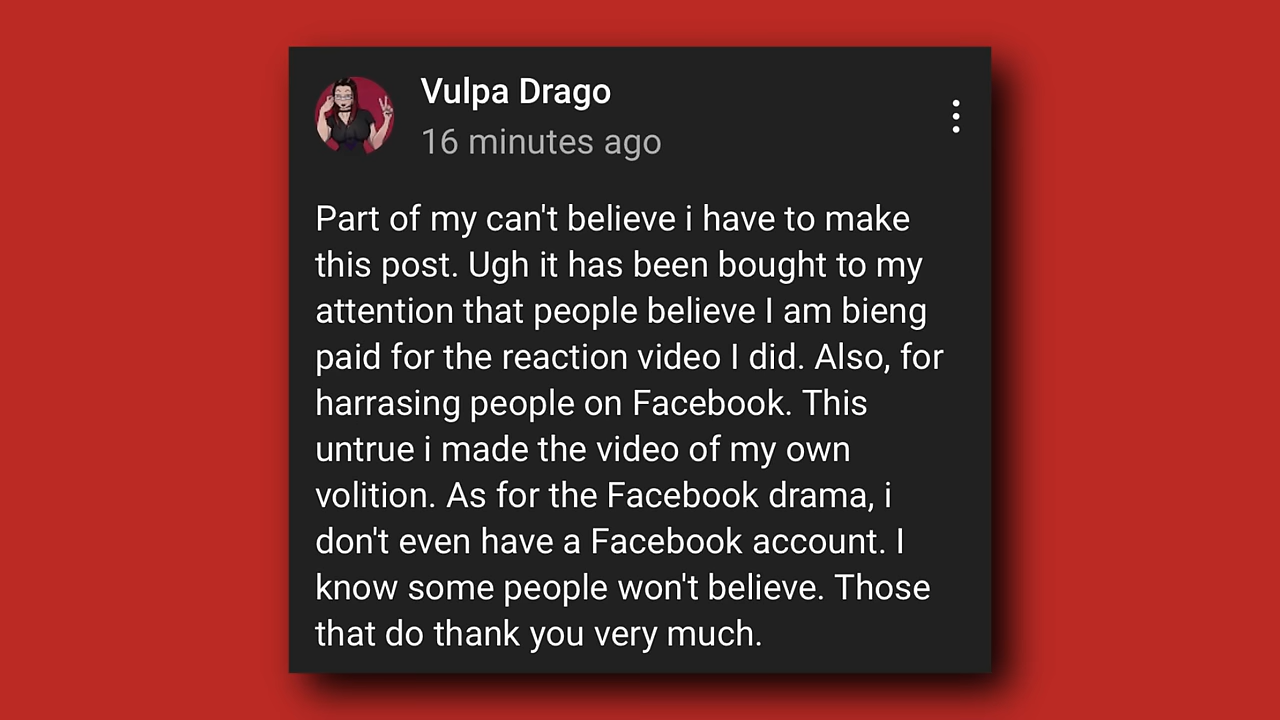 Vulpa Drago
16 minutes ago
Part of my can't believe i have to make
this post. Ugh it has been bought to my
attention that people believe I am bieng
paid for the reaction video I did. Also, for
harrasing people on Facebook. This
untrue i made the video of my own
volition. As for the Facebook drama, i
don't even have a Facebook account. I
know some people won't believe. Those
that do thank you very much.